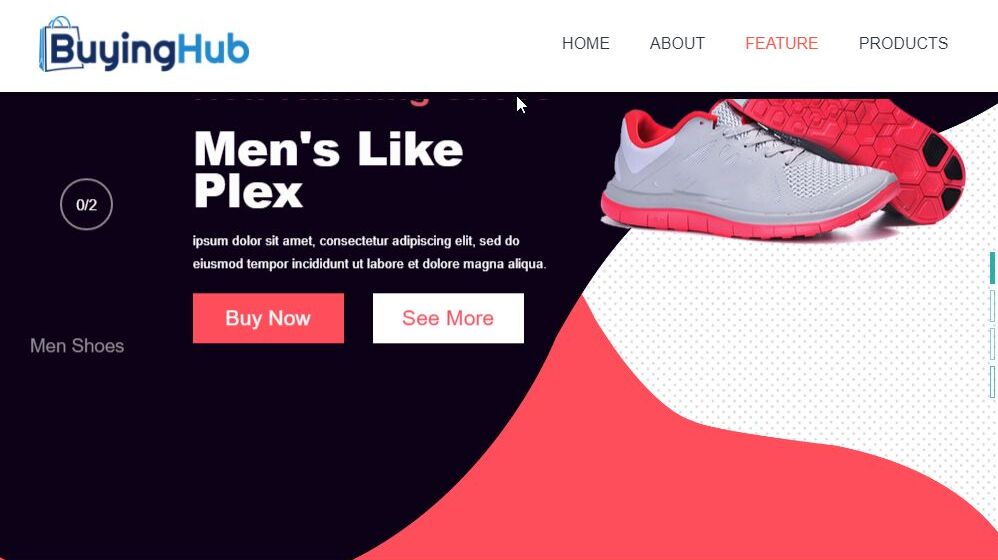 BuyingHub
HOME ABOUT FEATURE PRODUCTS
Men's Like
Plex
0/2
ipsum dolor sit amet, consectetur adipiscing elit, sed do
eiusmod tempor incididunt ut labore et dolore magna aliqua.
Buy Now See More
Men Shoes